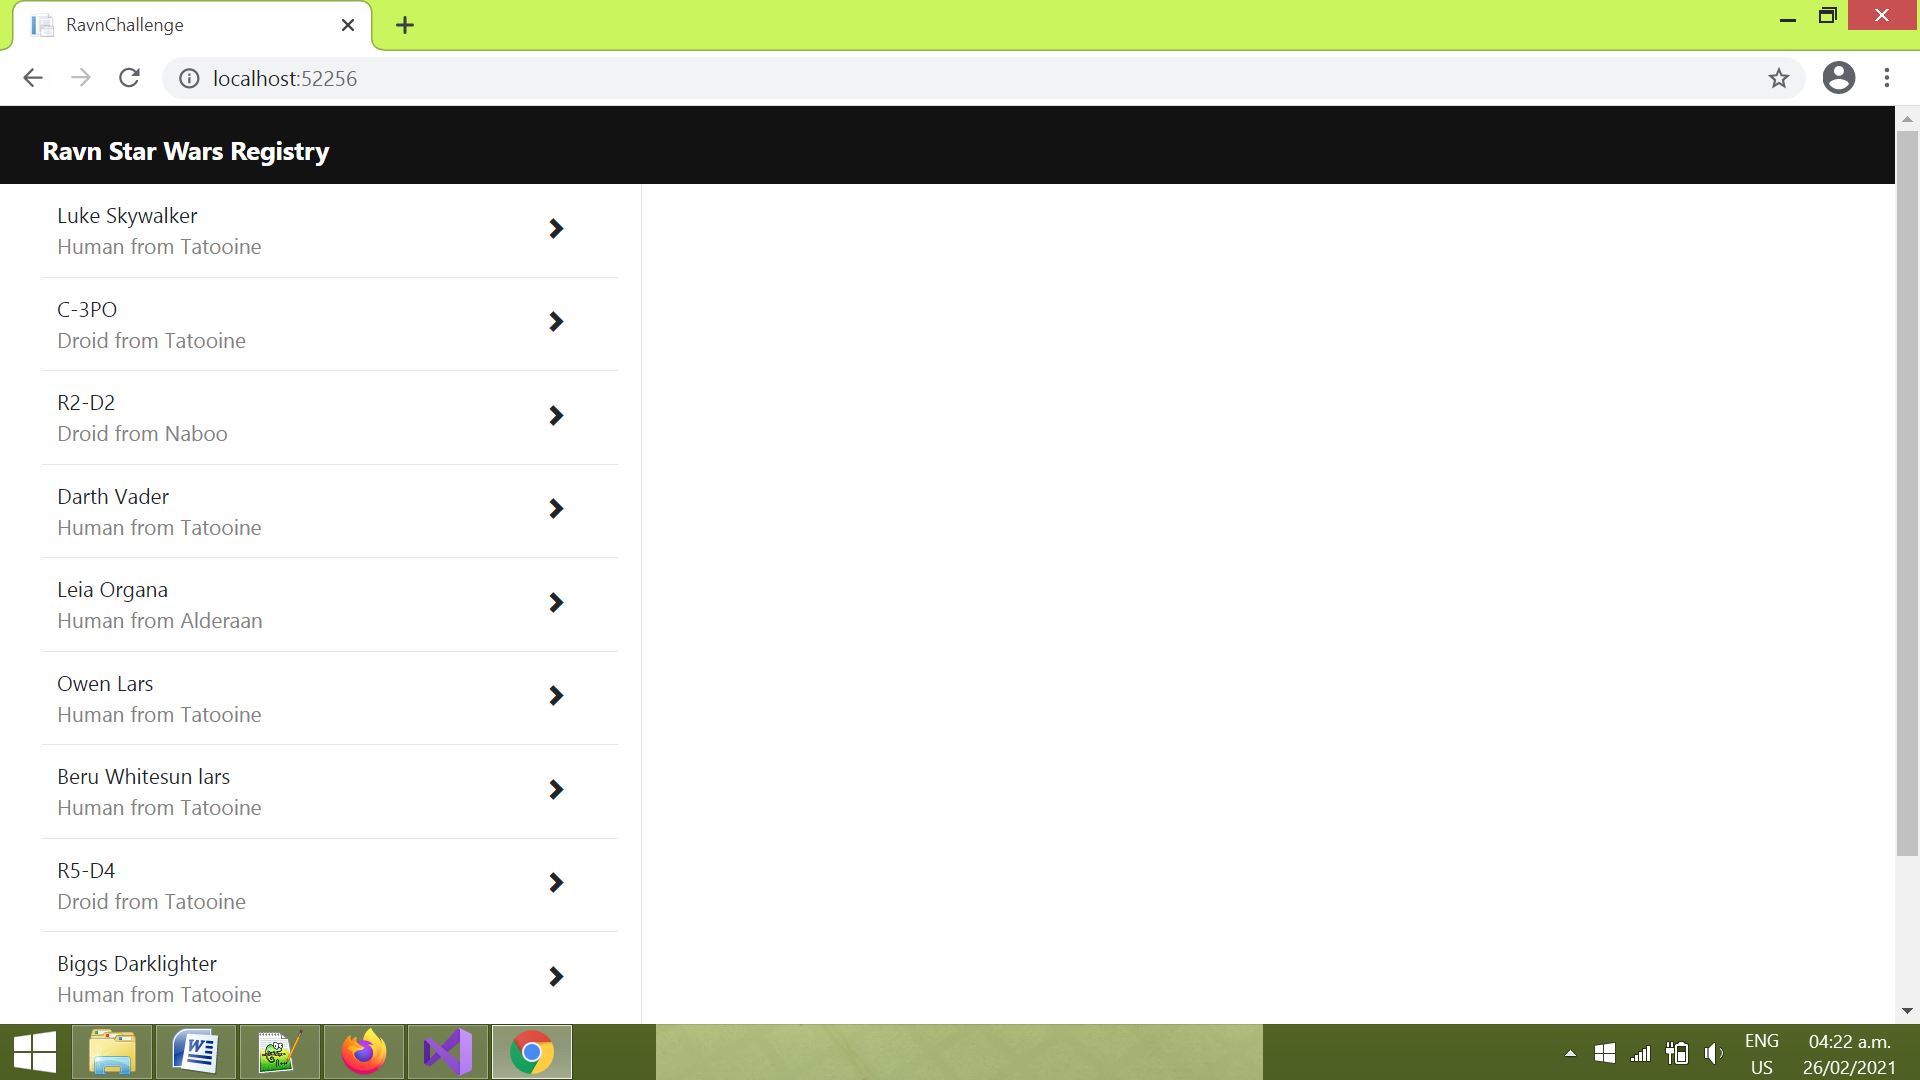 RavnChallenge
localhost:52256
Ravn Star Wars Registry
Luke Skywalker
Human from Tatooine
C-3PO
Droid from Tatooine
R2-D2
Droid from Naboo
Darth Vader
Human from Tatooine
Leia Organa
Human from Alderaan
Owen Lars
Human from Tatooine
Beru Whitesun lars
Human from Tatooine
R5-D4
Droid from Tatooine
Biggs Darklighter
Human from Tatooine
ENG
US
04:22 a.m.
26/02/2021